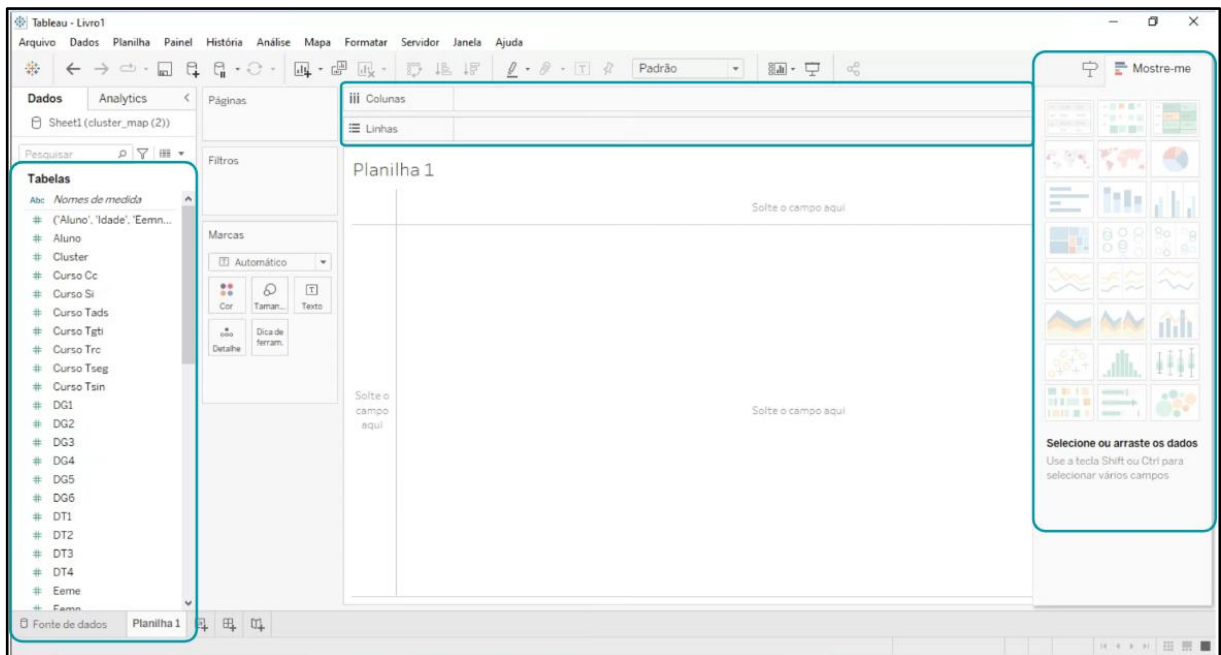 Tableau - Livro1
Arquivo Dados Planilha Painel História Análise Mapa Formatar Servidor Janela Ajuda
Padrão
Mostre-me
Dados Analytics
Sheet1 (cluster_map (2))
Pesquisar
Tabelas
Abc Nomes de medida
# ('Aluno', 'Idade', 'Eemn...
# Aluno
# Cluster
# Curso Cc
# Curso Si
# Curso Tads
# Curso Tgti
# Curso Trc
# Curso Tseg
# Curso Tsin
# DG1
# DG2
# DG3
# DG4
# DG5
# DG6
# DT1
# DT2
# DT3
# DT4
# Eeme
# Eemn
Páginas
Filtros
Marcas
Automático
Cor
Taman...
Texto
Detalhe
Dica de
ferram.
Colunas
Linhas
Planilha 1
Solte o campo aqui
Solte o
campo
aqui
Solte o campo aqui
Selecione ou arraste os dados
Use a tecla Shift ou Ctrl para
selecionar vários campos
Fonte de dados
Planilha 1